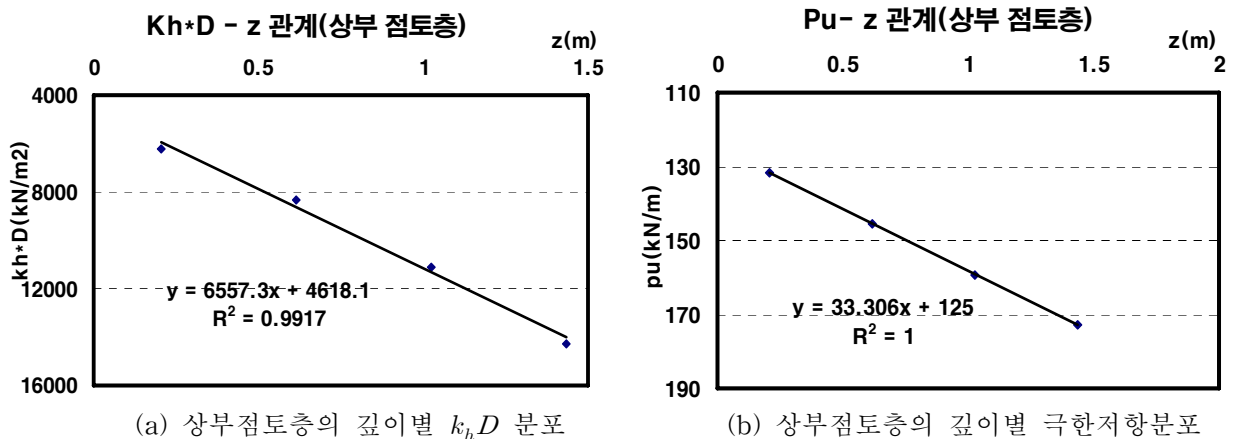 Kh*D - z 관계(상부 점토층)
z(m)
0 0.5 1 1.5
4000
8000
12000
16000
kh*D(kN/m2)
y = 6557.3x + 4618.1
R² = 0.9917
(a) 상부점토층의 깊이별 k_hD 분포
Pu- z 관계(상부 점토층)
z(m)
0 0.5 1 1.5 2
110
130
150
170
190
pu(kN/m)
y = 33.306x + 125
R² = 1
(b) 상부점토층의 깊이별 극한저항분포